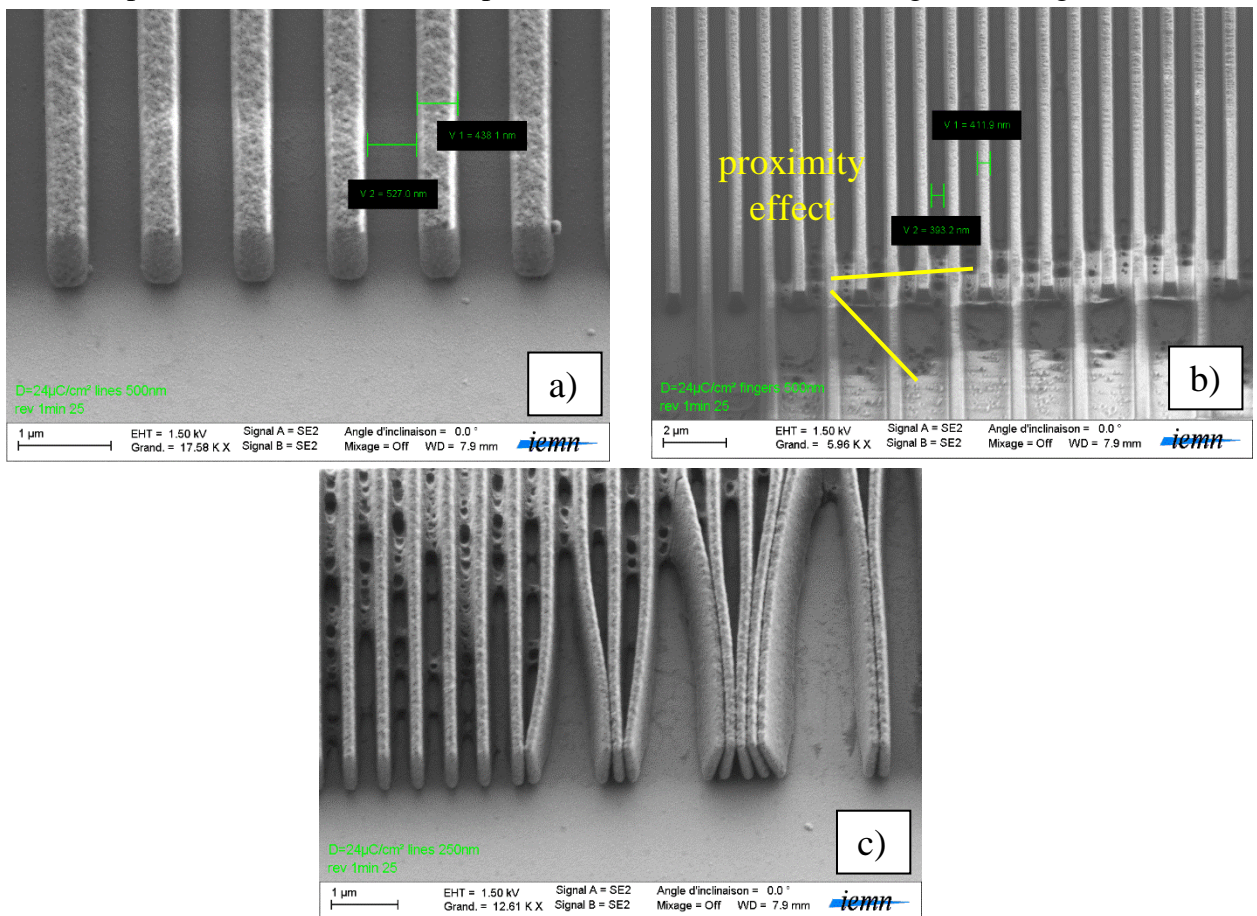 V 1 = 438.1 nm
V 2 = 527.0 nm
a)
D=24µC/cm² lines 500nm
rev 1min 25
1 µm
EHT = 1.50 kV Signal A = SE2 Angle d'inclinaison = 0.0 °
Grand. = 17.58 K X Signal B = SE2 Mixage = Off WD = 7.9 mm iemn
V 1 = 411.9 nm
proximity
effect
V 2 = 393.2 nm
b)
D=24µC/cm² fingers 500nm
rev 1min 25
2 µm
EHT = 1.50 kV Signal A = SE2 Angle d'inclinaison = 0.0 °
Grand. = 5.96 K X Signal B = SE2 Mixage = Off WD = 7.9 mm iemn
c)
D=24µC/cm² lines 250nm
rev 1min 25
1 µm
EHT = 1.50 kV Signal A = SE2 Angle d'inclinaison = 0.0 °
Grand. = 12.61 K X Signal B = SE2 Mixage = Off WD = 7.9 mm iemn